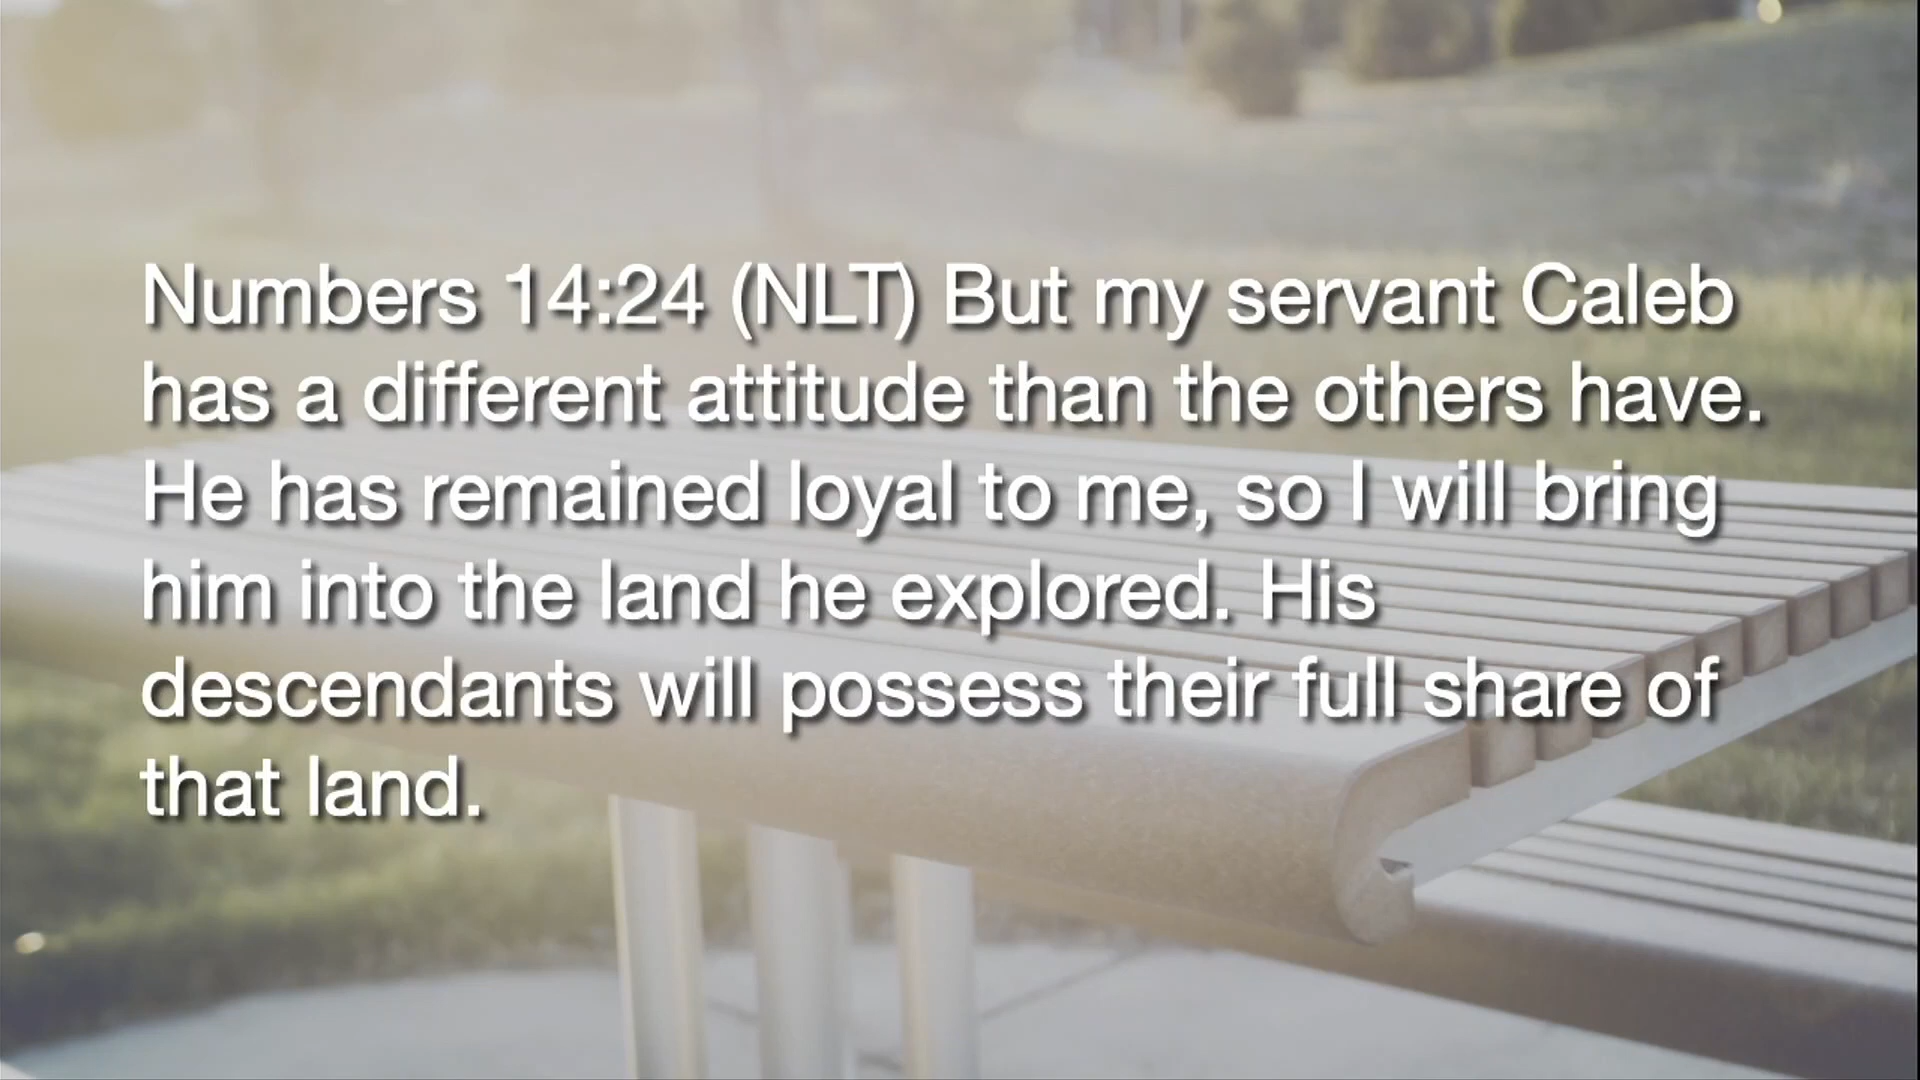 Numbers 14:24 (NLT) But my servant Caleb
has a different attitude than the others have.
He has remained loyal to me, so I will bring
him into the land he explored. His
descendants will possess their full share of
that land.